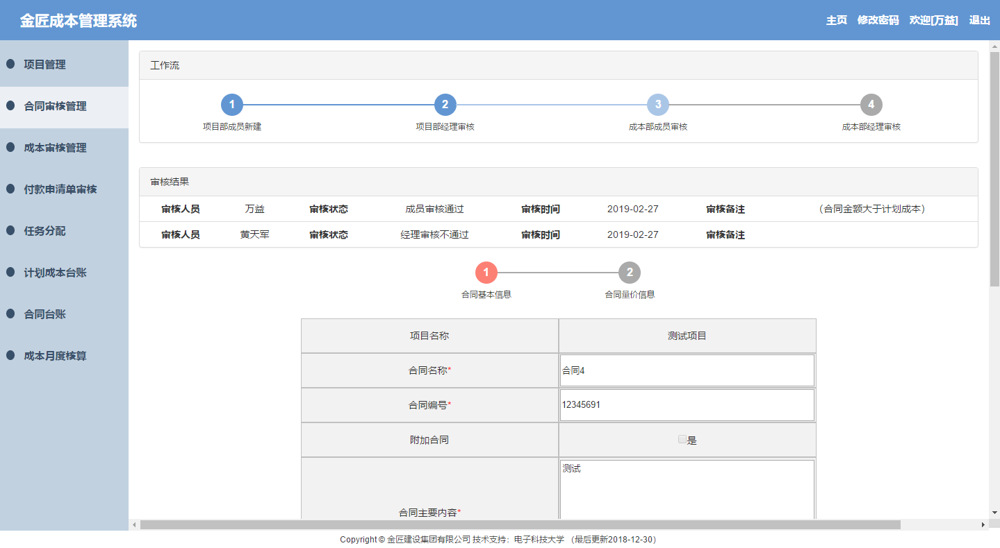 金匠成本管理系统
主页 修改密码 欢迎[万益] 退出
项目管理
合同审核管理
成本审核管理
付款申请单审核
任务分配
计划成本台账
合同台账
成本月度核算
工作流
1 2 3 4
项目部成员新建 项目部经理审核 成本部成员审核 成本部经理审核
审核结果
审核人员 万益 审核状态 成员审核通过 审核时间 2019-02-27 审核备注 （合同金额大于计划成本）
审核人员 黄天军 审核状态 经理审核不通过 审核时间 2019-02-27 审核备注
1 2
合同基本信息 合同量价信息
项目名称 测试项目
合同名称* 合同4
合同编号* 12345691
附加合同 是
测试
合同主要内容*
Copyright © 金匠建设集团有限公司 技术支持：电子科技大学 （最后更新2018-12-30）